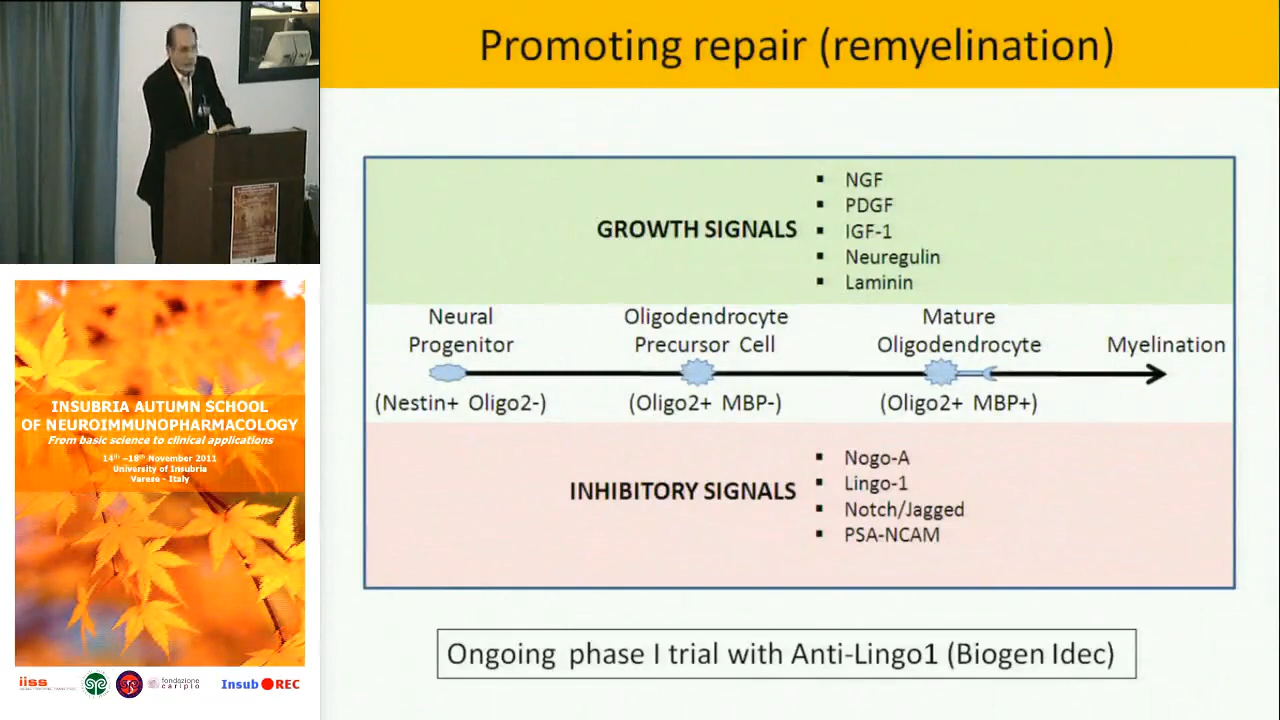 Promoting repair (remyelination)
GROWTH SIGNALS
▪ NGF
▪ PDGF
▪ IGF-1
▪ Neuregulin
▪ Laminin
Neural Progenitor
Oligodendrocyte Precursor Cell
Mature Oligodendrocyte
Myelination
(Nestin+ Oligo2-)
(Oligo2+ MBP-)
(Oligo2+ MBP+)
INHIBITORY SIGNALS
▪ Nogo-A
▪ Lingo-1
▪ Notch/Jagged
▪ PSA-NCAM
Ongoing phase I trial with Anti-Lingo1 (Biogen Idec)
INSUBRIA AUTUMN SCHOOL
OF NEUROIMMUNOPHARMACOLOGY
From basic science to clinical applications
14th –18th November 2011
University of Insubria
Varese - Italy
iiss
fondazione
cariplo
Insub REC